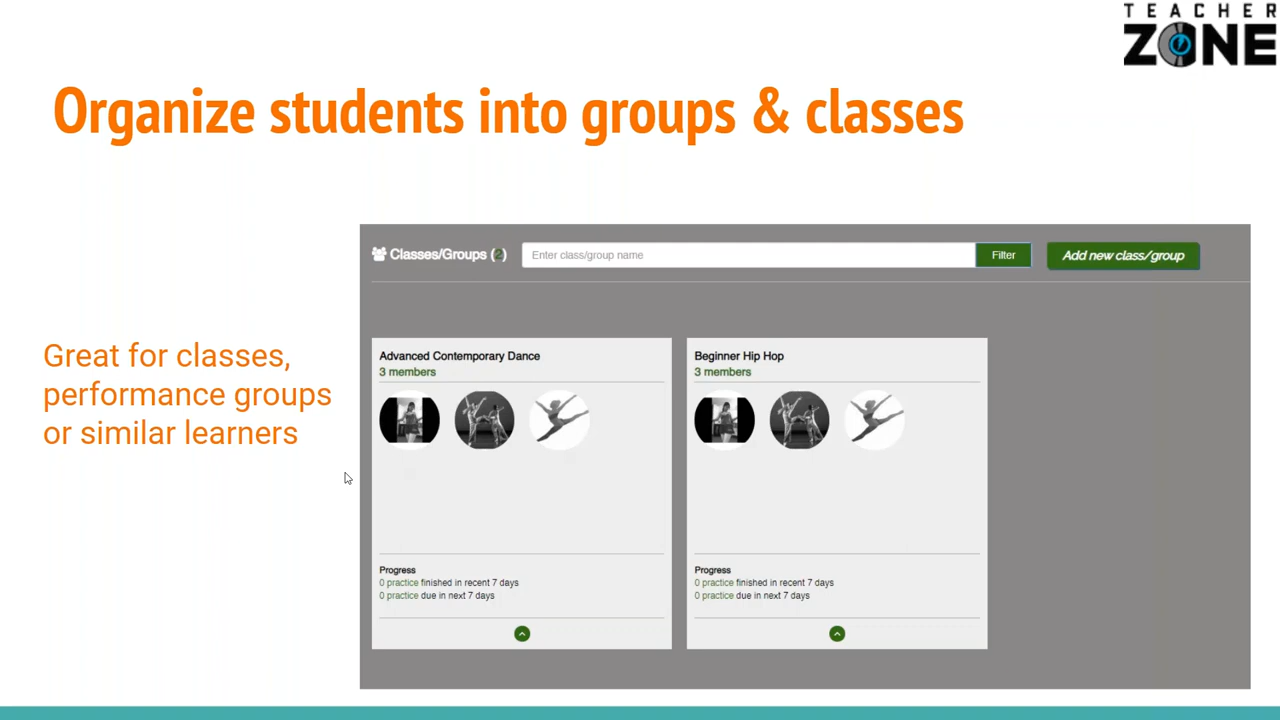 TEACHER
ZONE
Organize students into groups & classes
Great for classes,
performance groups
or similar learners
Classes/Groups (2)
Enter class/group name
Filter
Add new class/group
Advanced Contemporary Dance
3 members
Progress
0 practice finished in recent 7 days
0 practice due in next 7 days
Beginner Hip Hop
3 members
Progress
0 practice finished in recent 7 days
0 practice due in next 7 days